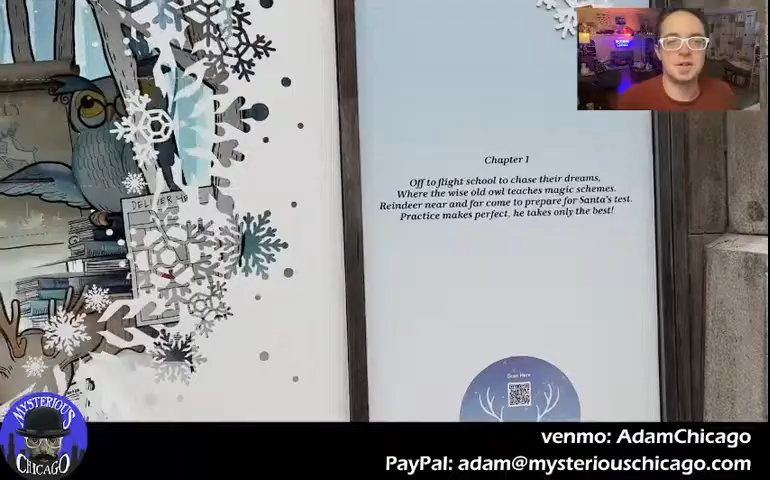 DELIVER
Chapter 1
Off to flight school to chase their dreams,
Where the wise old owl teaches magic schemes.
Reindeer near and far come to prepare for Santa's test.
Practice makes perfect, he takes only the best!
Scan Here
MYSTERIOUS
CHICAGO
venmo: AdamChicago
PayPal: adam@mysteriouschicago.com